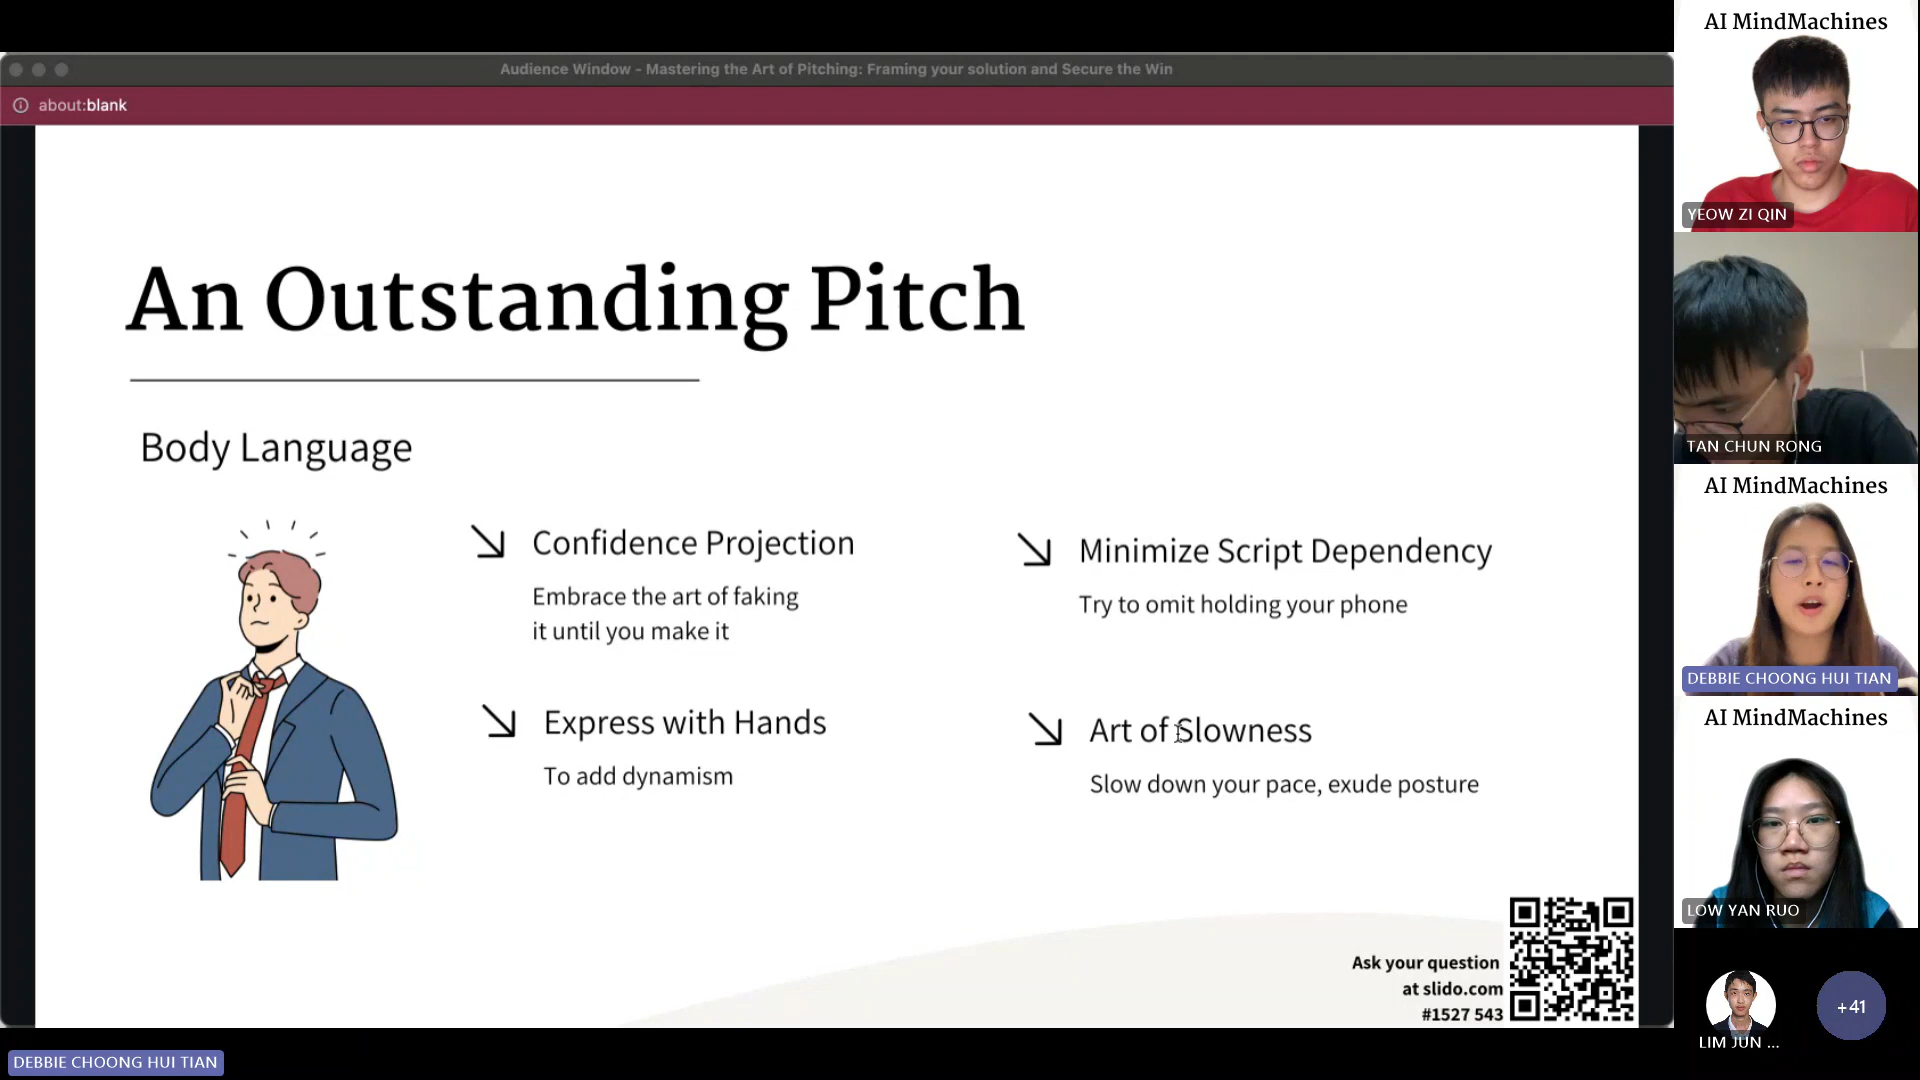 Audience Window - Mastering the Art of Pitching: Framing your solution and Secure the Win
about:blank
An Outstanding Pitch
Body Language
Confidence Projection
Embrace the art of faking
it until you make it
Minimize Script Dependency
Try to omit holding your phone
Express with Hands
To add dynamism
Art of Slowness
Slow down your pace, exude posture
Ask your question
at slido.com
#1527 543
DEBBIE CHOONG HUI TIAN
AI MindMachines
YEOW ZI QIN
TAN CHUN RONG
AI MindMachines
DEBBIE CHOONG HUI TIAN
AI MindMachines
LOW YAN RUO
LIM JUN ...
+41